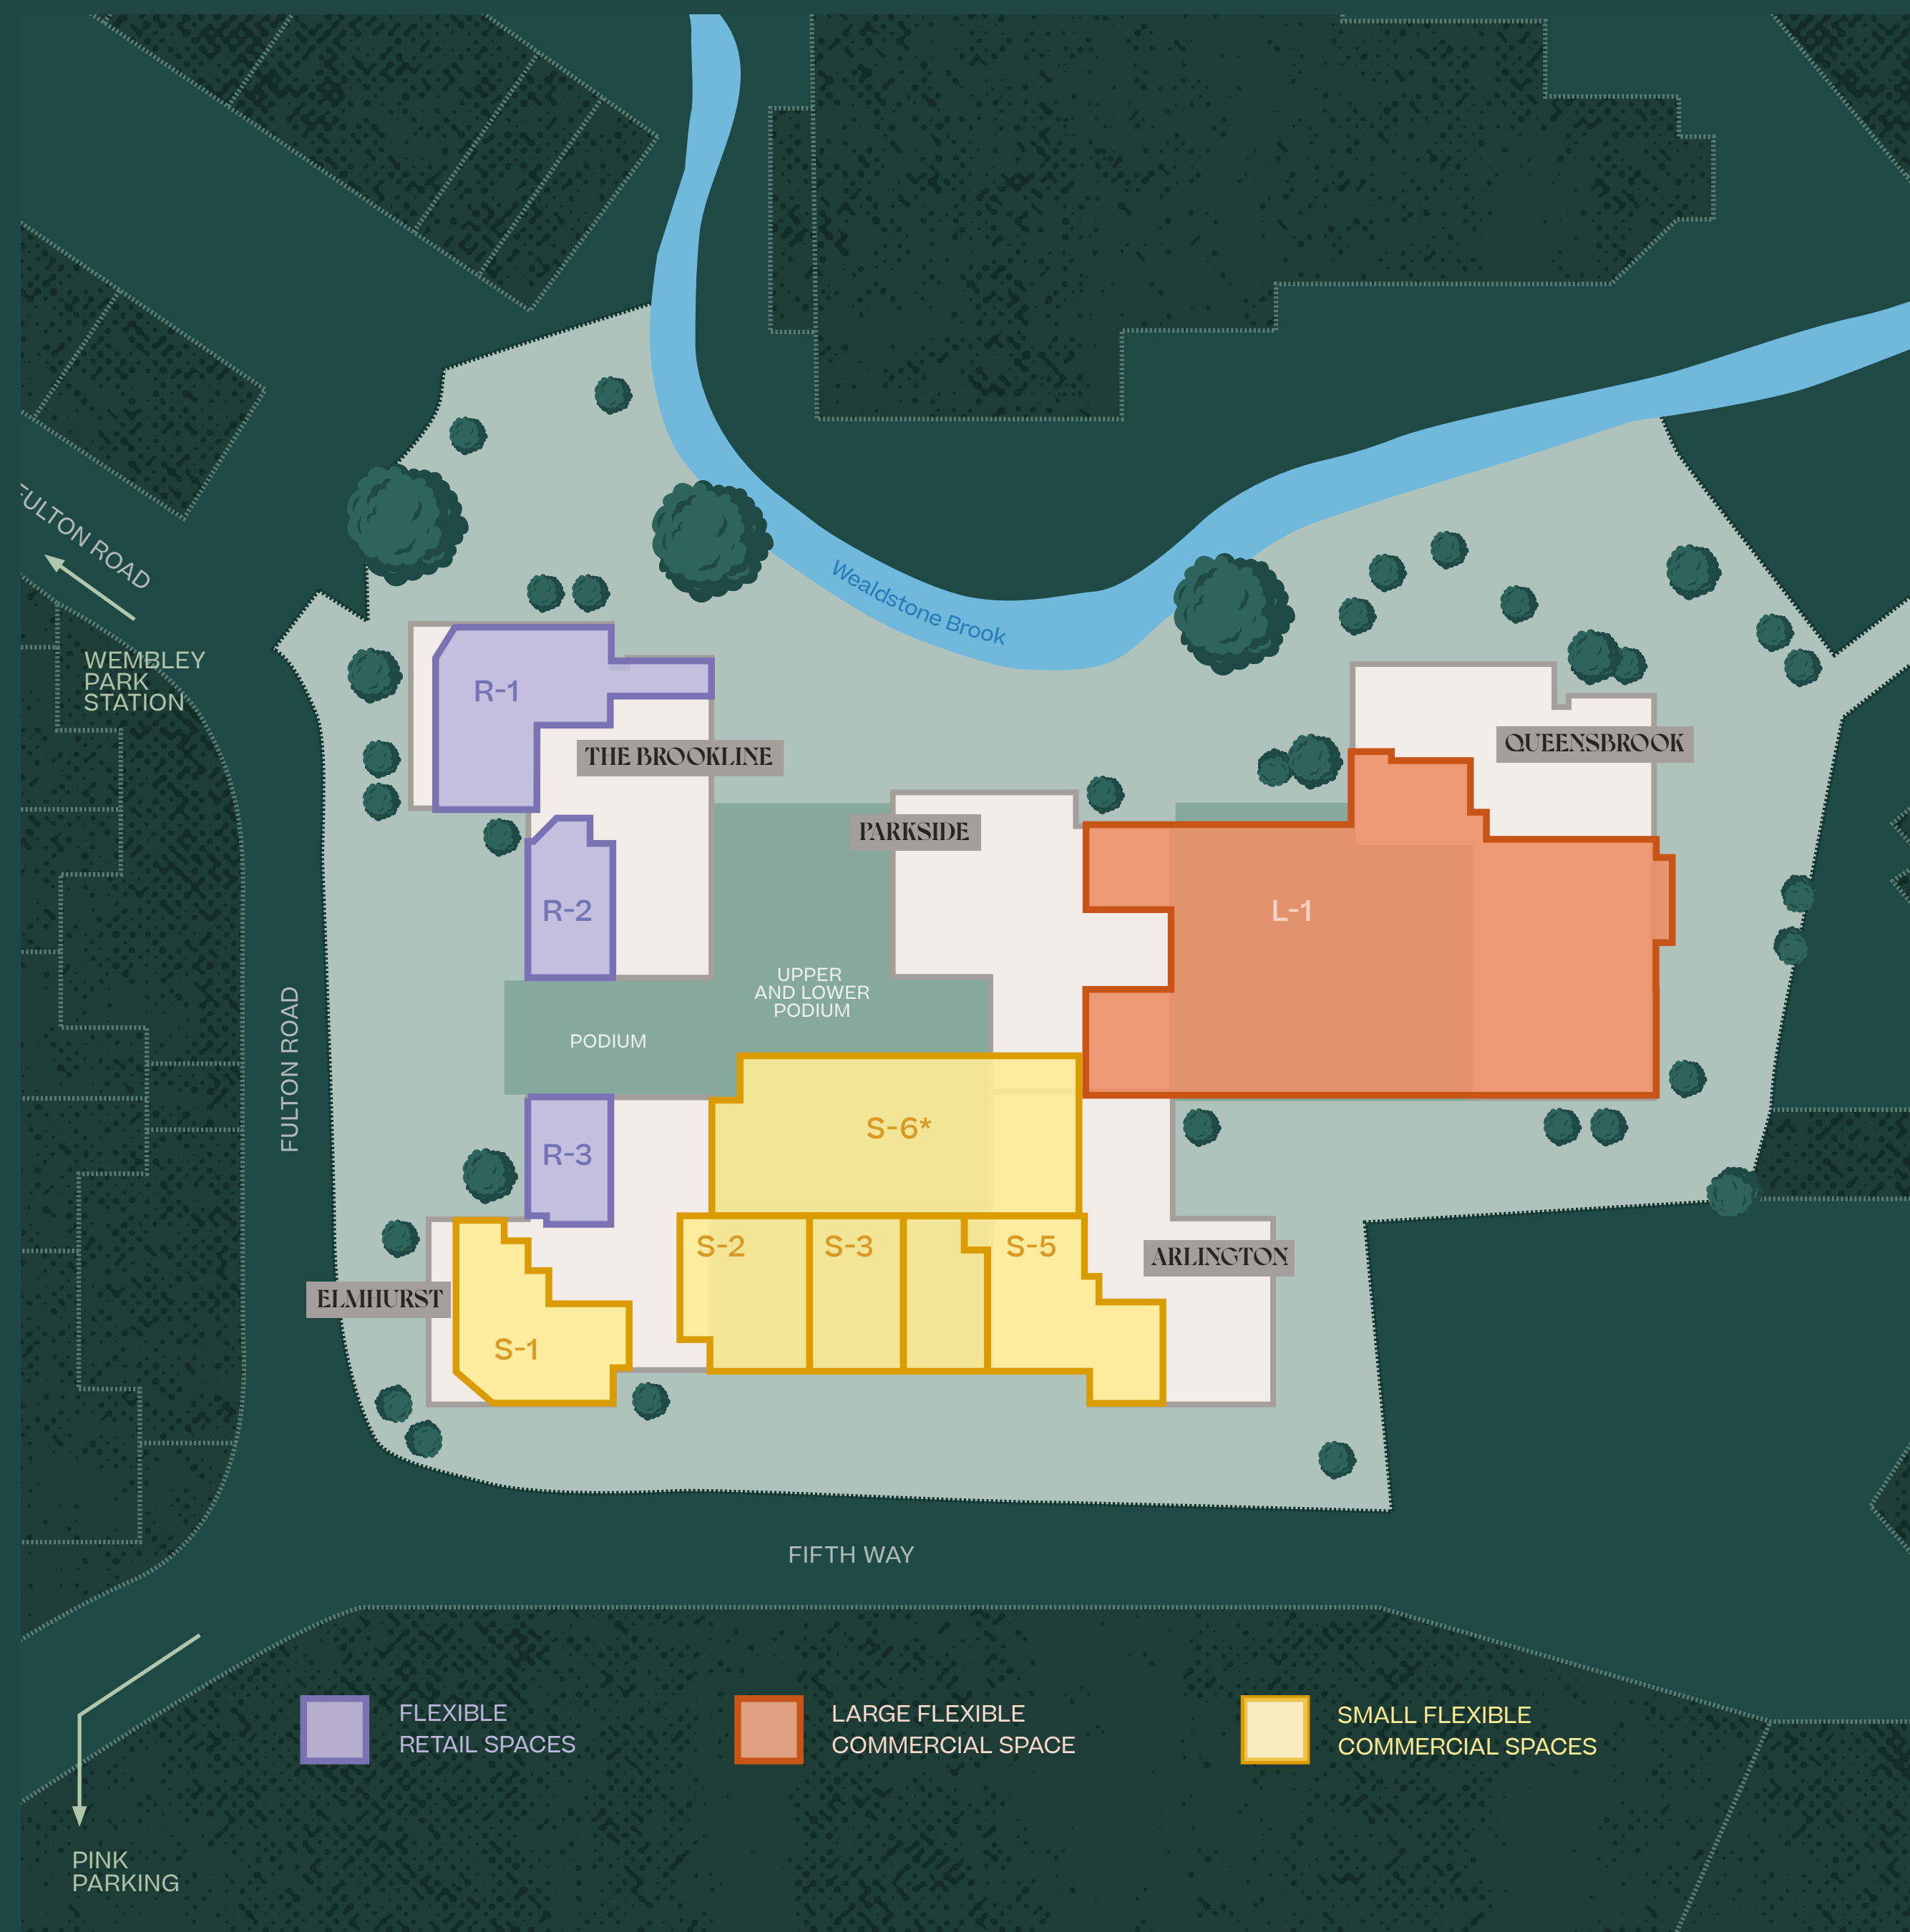 FULTON ROAD
WEMBLEY
PARK
STATION
Wealdstone Brook
R-1
THE BROOKLINE
QUEENSBROOK
PARKSIDE
R-2
L-1
UPPER
AND LOWER
PODIUM
PODIUM
FULTON ROAD
S-6*
R-3
S-2
S-3
S-5
ARLINGTON
ELMHURST
S-1
FIFTH WAY
FLEXIBLE
RETAIL SPACES
LARGE FLEXIBLE
COMMERCIAL SPACE
SMALL FLEXIBLE
COMMERCIAL SPACES
PINK
PARKING